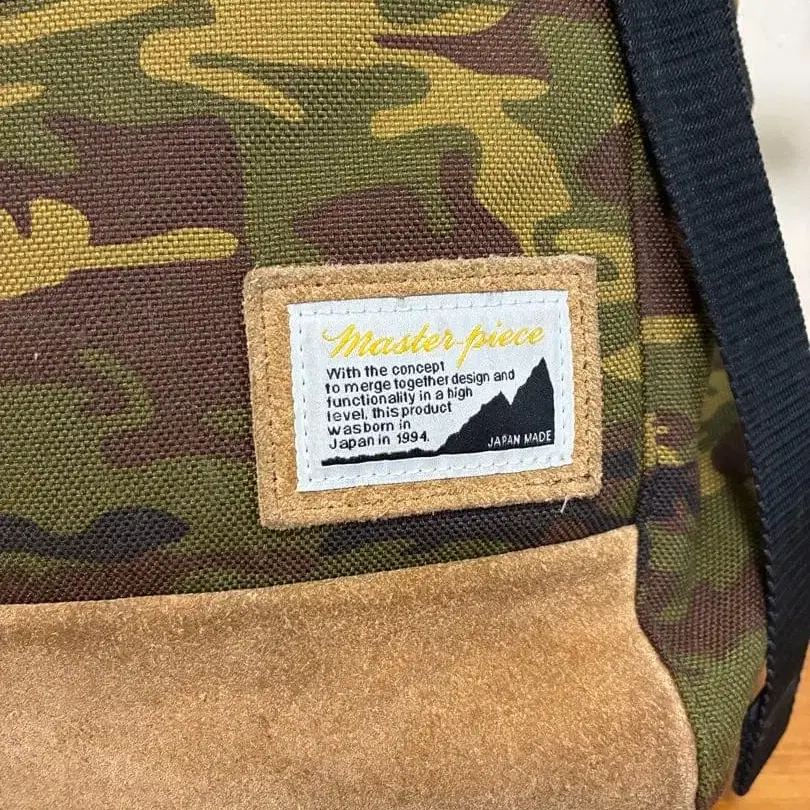 Master-piece
With the concept
to merge together design and
functionality in a high
level, this product
wasborn in
Japan in 1994.
JAPAN MADE